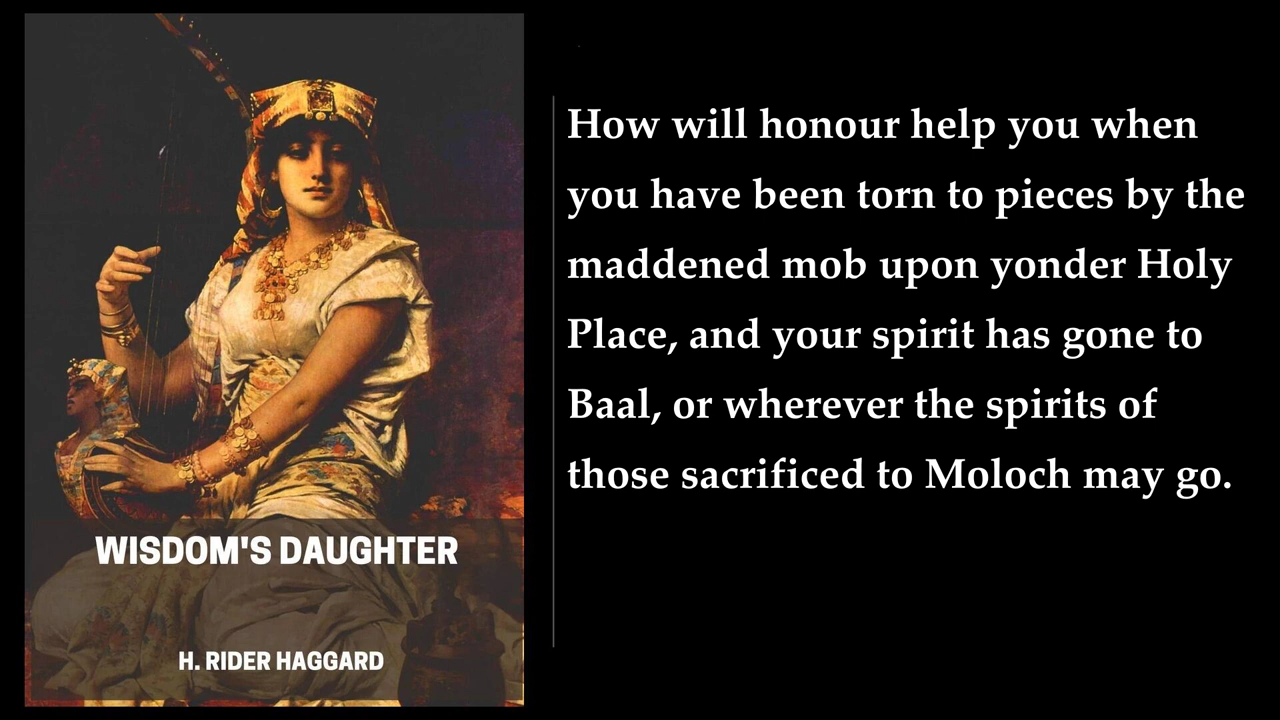 WISDOM'S DAUGHTER
H. RIDER HAGGARD
How will honour help you when
you have been torn to pieces by the
maddened mob upon yonder Holy
Place, and your spirit has gone to
Baal, or wherever the spirits of
those sacrificed to Moloch may go.